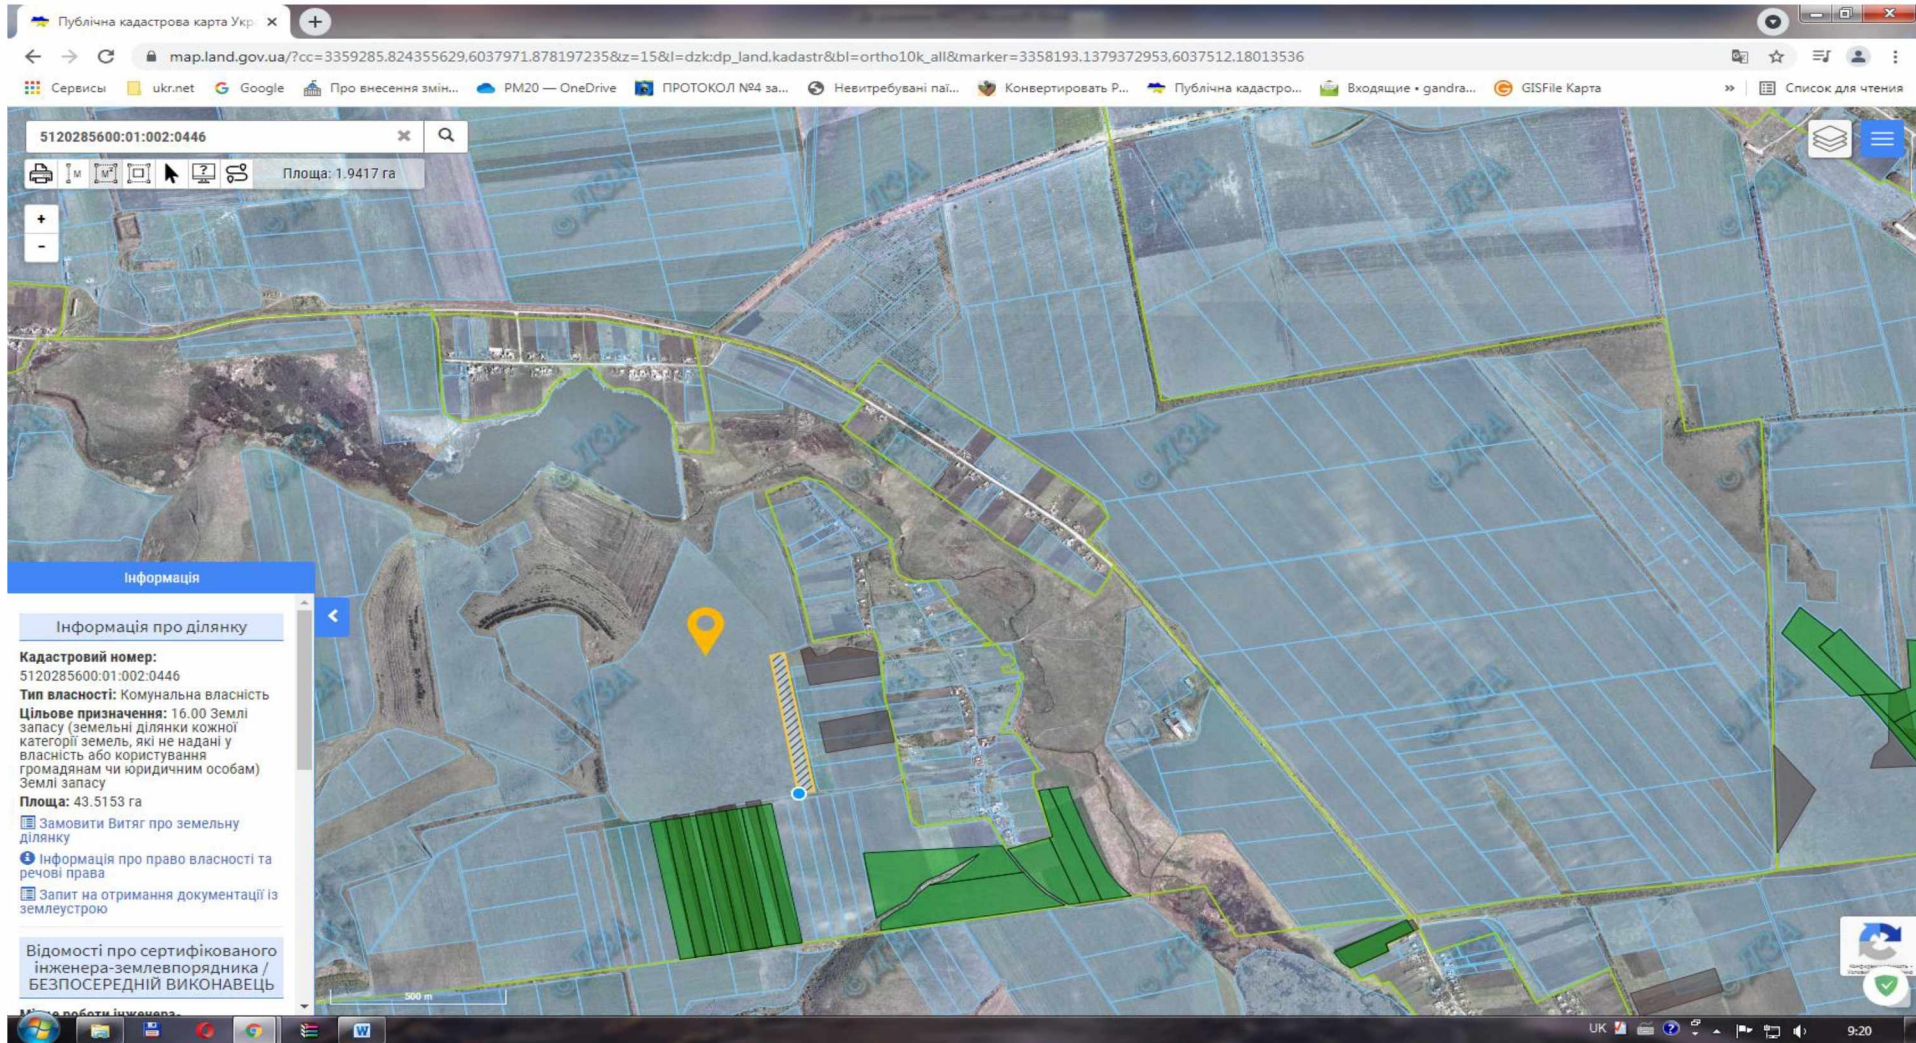 Публічна кадастрова карта Укр
map.land.gov.ua/?cc=3359285.824355629,6037971.878197235&z=15&l=dzk:dp_land,kadastr&bl=ortho10k_all&marker=3358193.1379372953,6037512.18013536
Сервисы ukr.net Google Про внесення змін... PM20 — OneDrive ПРОТОКОЛ №4 за... Невитребувані паї... Конвертировать P... Публічна кадастро... Входящие • gandra... GISFile Карта » Список для чтения
5120285600:01:002:0446
Площа: 1.9417 га
+
-
© ДЗА
Інформація
Інформація про ділянку
Кадастровий номер:
5120285600:01:002:0446
Тип власності: Комунальна власність
Цільове призначення: 16.00 Землі
запасу (земельні ділянки кожної
категорії земель, які не надані у
власність або користування
громадянам чи юридичним особам)
Землі запасу
Площа: 43.5153 га
Замовити Витяг про земельну
ділянку
Інформація про право власності та
речові права
Запит на отримання документації із
землеустрою
Відомості про сертифікованого
інженера-землевпорядника /
БЕЗПОСЕРЕДНІЙ ВИКОНАВЕЦЬ
500 m
UK
9:20